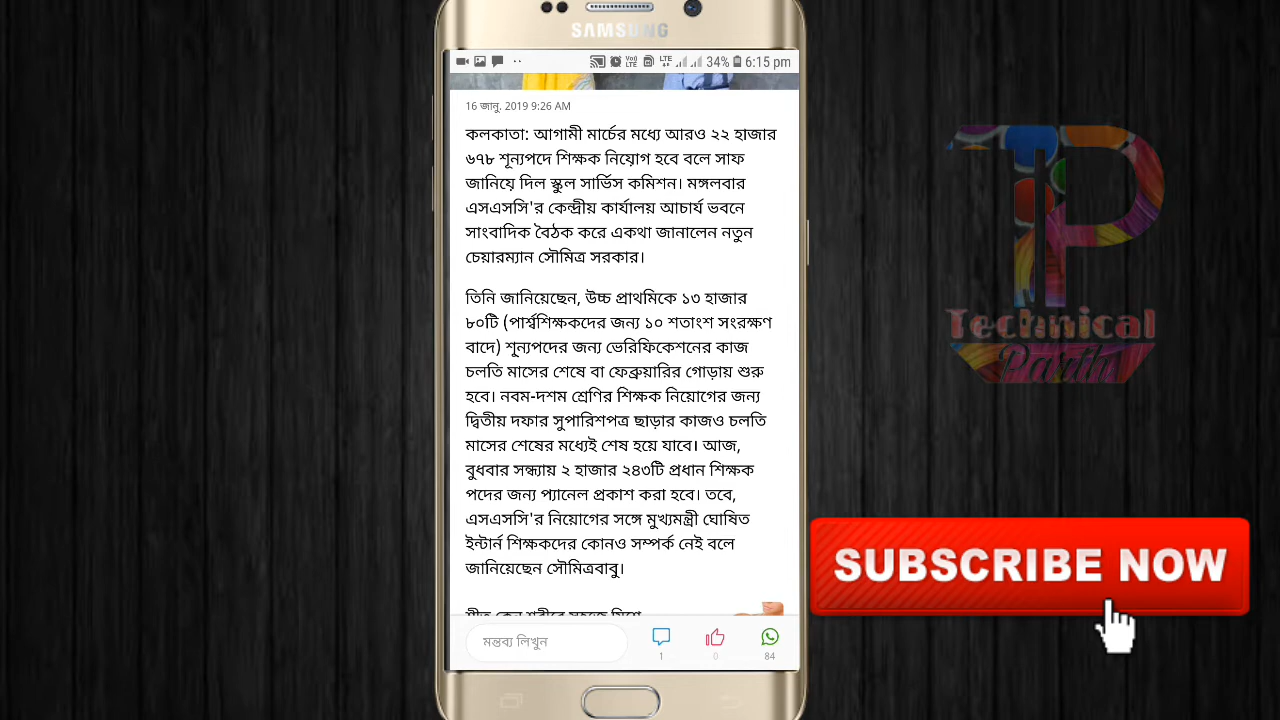 SAMSUNG
34% 6:15 pm
16 জানু. 2019 9:26 AM
কলকাতা: আগামী মার্চের মধ্যে আরও ২২ হাজার
৬৭৮ শূন্যপদে শিক্ষক নিয়োগ হবে বলে সাফ
জানিয়ে দিল স্কুল সার্ভিস কমিশন। মঙ্গলবার
এসএসসি'র কেন্দ্রীয় কার্যালয় আচার্য ভবনে
সাংবাদিক বৈঠক করে একথা জানালেন নতুন
চেয়ারম্যান সৌমিত্র সরকার।
তিনি জানিয়েছেন, উচ্চ প্রাথমিকে ১৩ হাজার
৮০টি (পার্শ্বশিক্ষকদের জন্য ১০ শতাংশ সংরক্ষণ
বাদে) শূন্যপদের জন্য ভেরিফিকেশনের কাজ
চলতি মাসের শেষে বা ফেব্রুয়ারির গোড়ায় শুরু
হবে। নবম-দশম শ্রেণির শিক্ষক নিয়োগের জন্য
দ্বিতীয় দফার সুপারিশপত্র ছাড়ার কাজও চলতি
মাসের শেষের মধ্যেই শেষ হয়ে যাবে। আজ,
বুধবার সন্ধ্যায় ২ হাজার ২৪৩টি প্রধান শিক্ষক
পদের জন্য প্যানেল প্রকাশ করা হবে। তবে,
এসএসসি'র নিয়োগের সঙ্গে মুখ্যমন্ত্রী ঘোষিত
ইন্টার্ন শিক্ষকদের কোনও সম্পর্ক নেই বলে
জানিয়েছেন সৌমিত্রবাবু।
মন্তব্য লিখুন
1 0 84
TP
Technical
SUBSCRIBE NOW